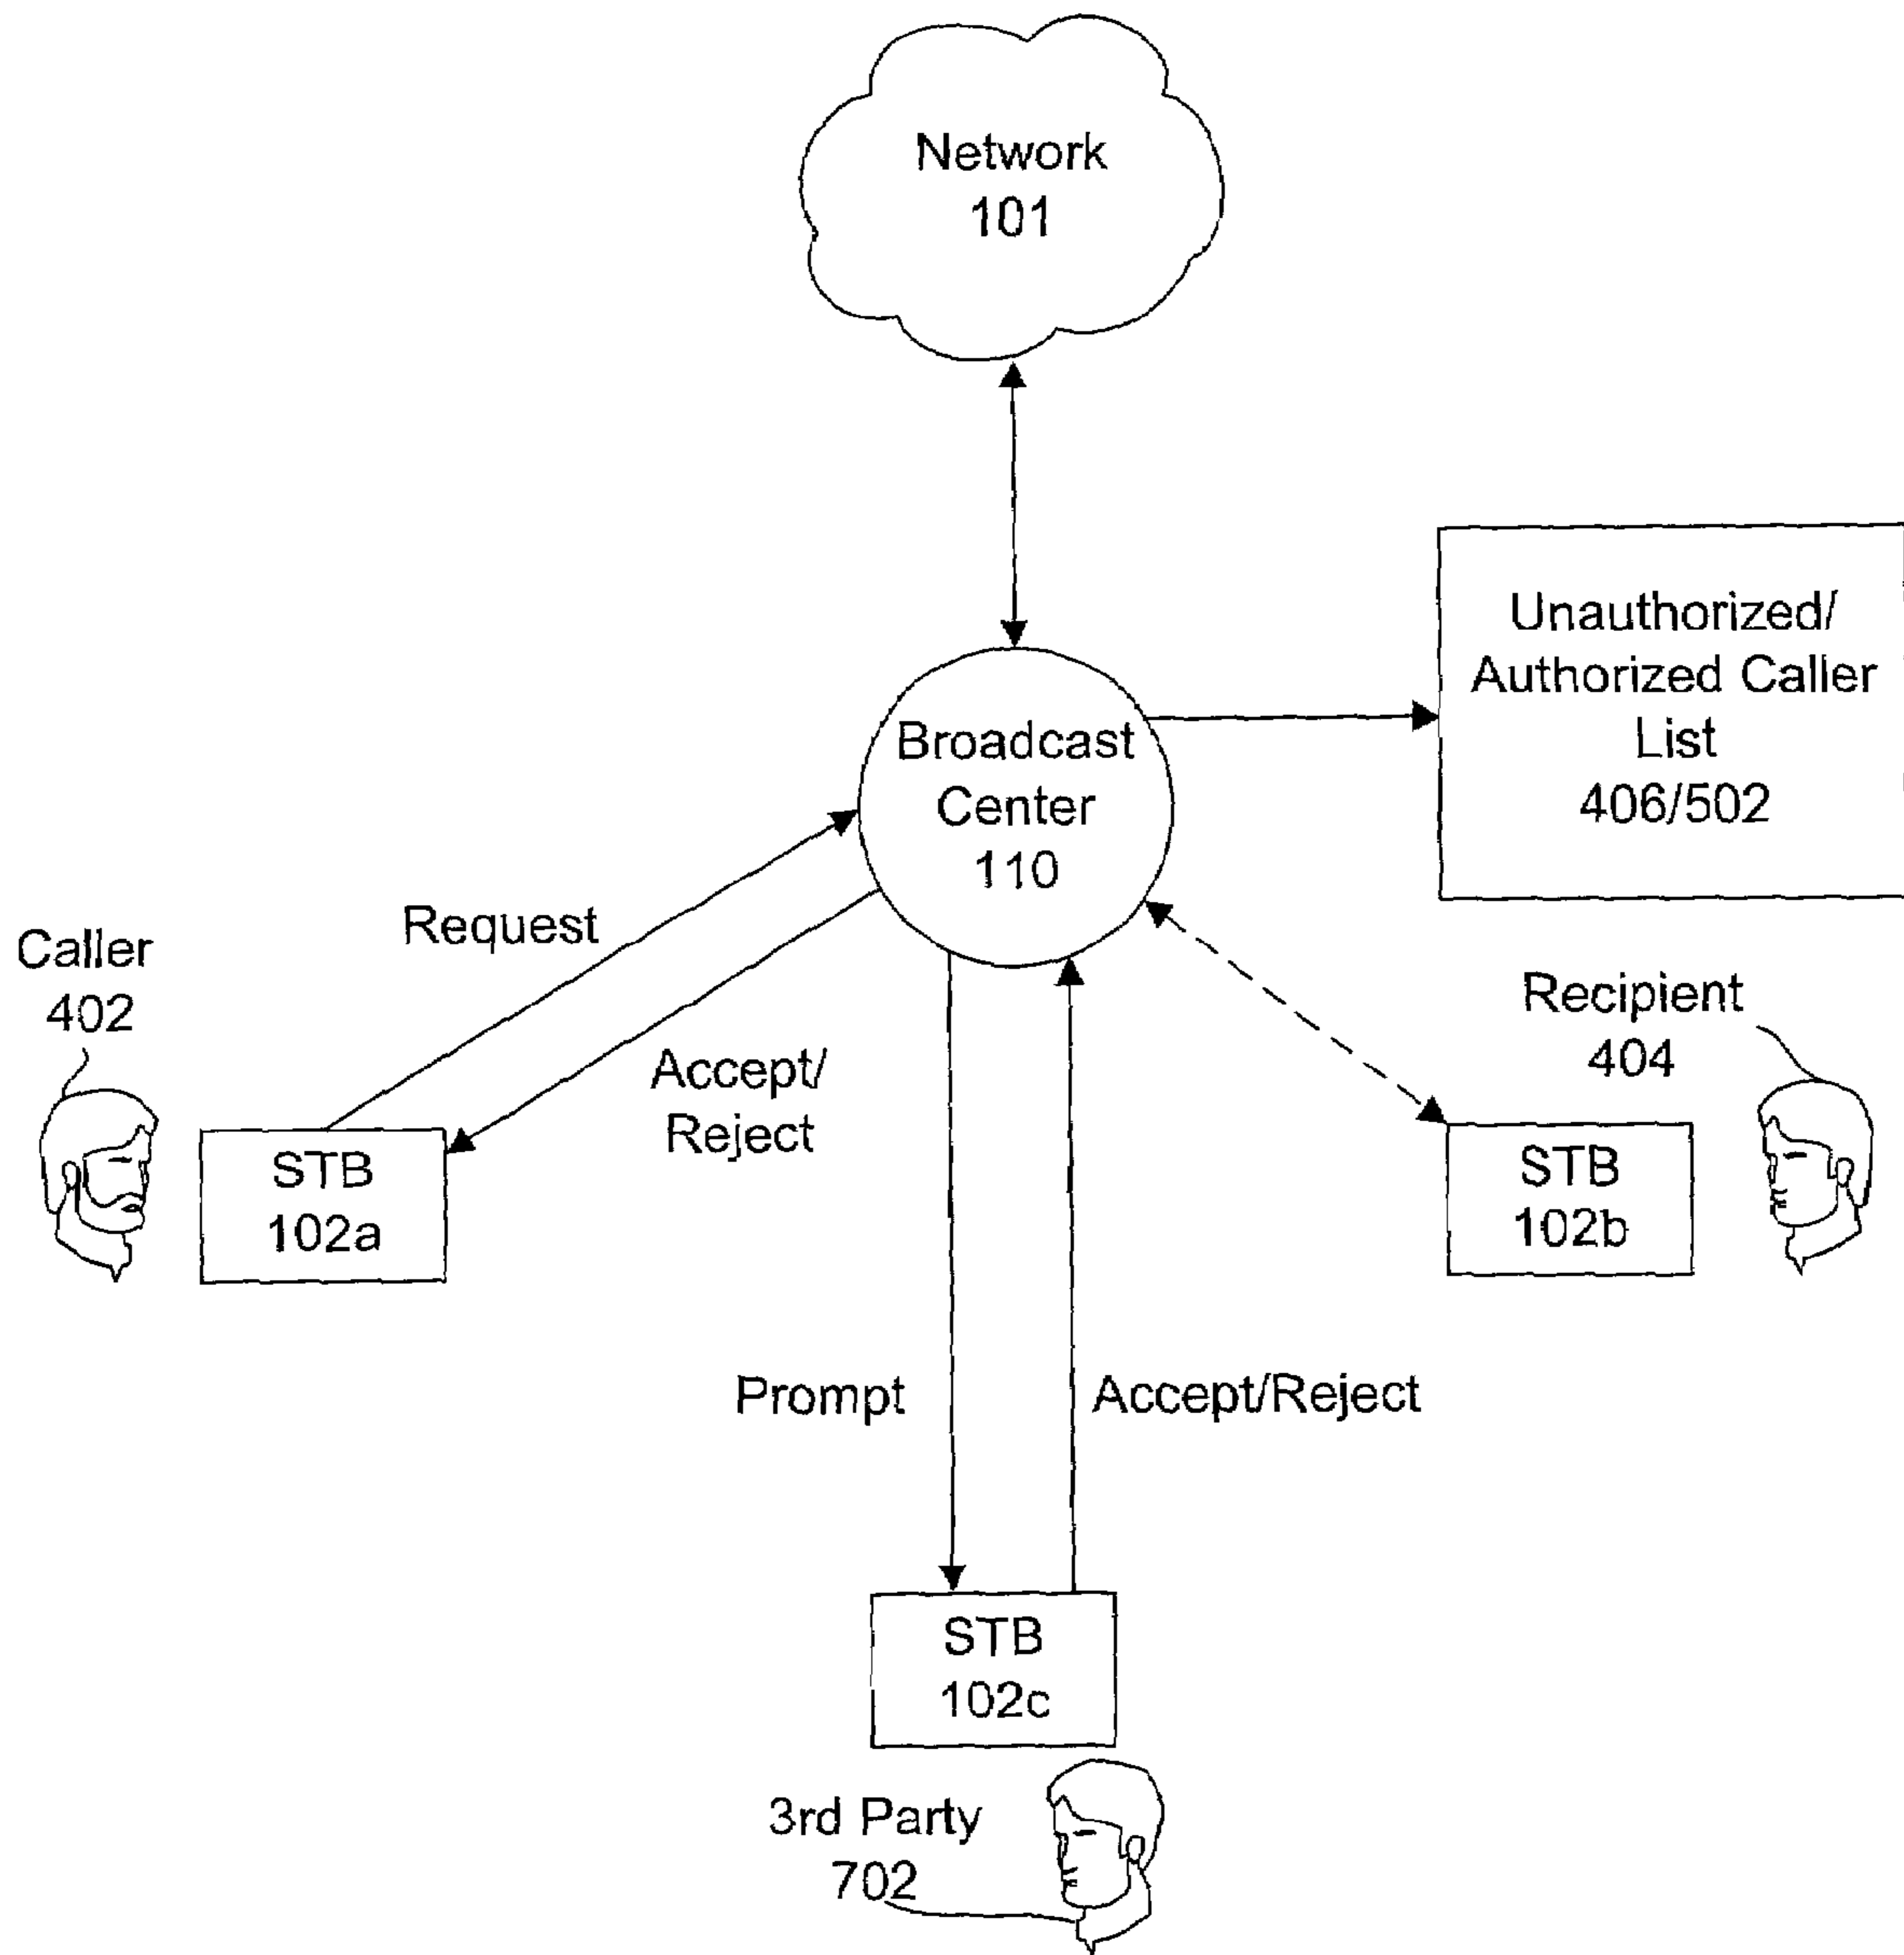 Network
101
Unauthorized/
Authorized Caller
List
406/502
Broadcast
Center
110
Request
Caller
402
Accept/
Reject
Recipient
404
STB
102a
STB
102b
Prompt
Accept/Reject
STB
102c
3rd Party
702